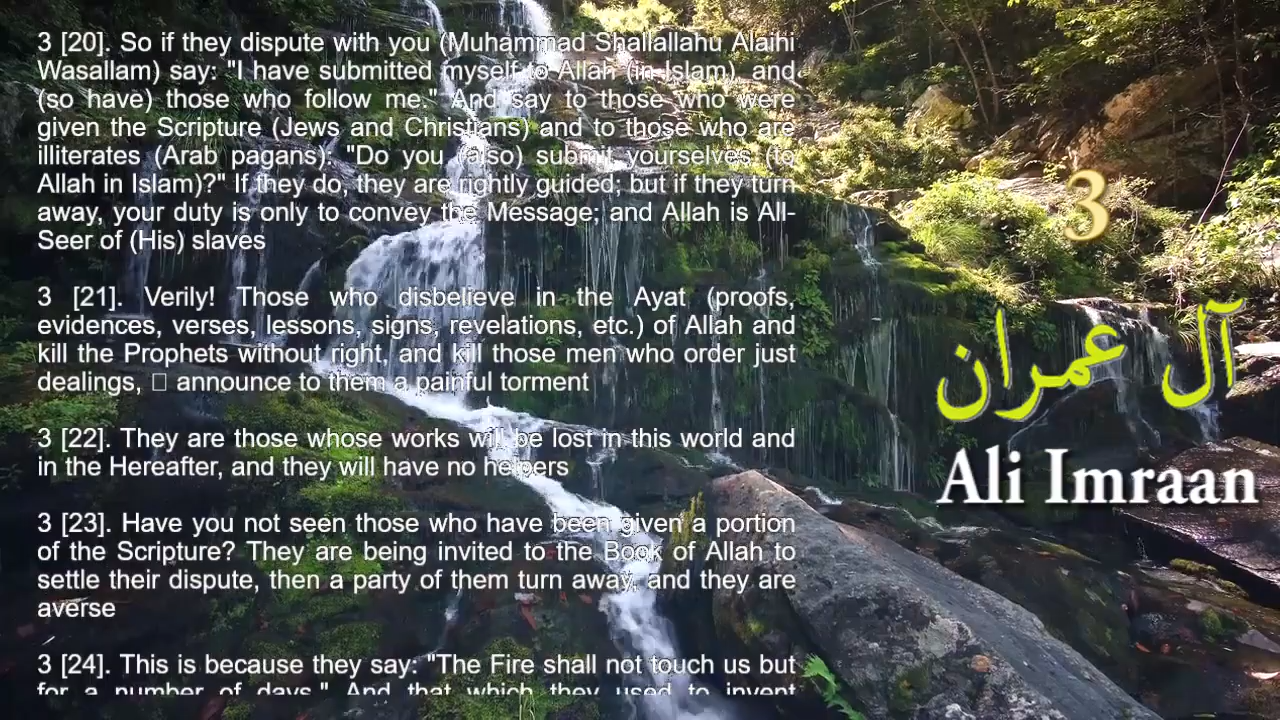 3 [20]. So if they dispute with you (Muhammad Shallallahu Alaihi
Wasallam) say: "I have submitted myself to Allah (in Islam), and
(so have) those who follow me." And say to those who were
given the Scripture (Jews and Christians) and to those who are
illiterates (Arab pagans): "Do you (also) submit yourselves (to
Allah in Islam)?" If they do, they are rightly guided; but if they turn
away, your duty is only to convey the Message; and Allah is All-
Seer of (His) slaves
3 [21]. Verily! Those who disbelieve in the Ayat (proofs,
evidences, verses, lessons, signs, revelations, etc.) of Allah and
kill the Prophets without right, and kill those men who order just
dealings, □ announce to them a painful torment
3 [22]. They are those whose works will be lost in this world and
in the Hereafter, and they will have no helpers
3 [23]. Have you not seen those who have been given a portion
of the Scripture? They are being invited to the Book of Allah to
settle their dispute, then a party of them turn away, and they are
averse
3 [24]. This is because they say: "The Fire shall not touch us but
for a number of days." And that which they used to invent
3
آل عمران
Ali Imraan